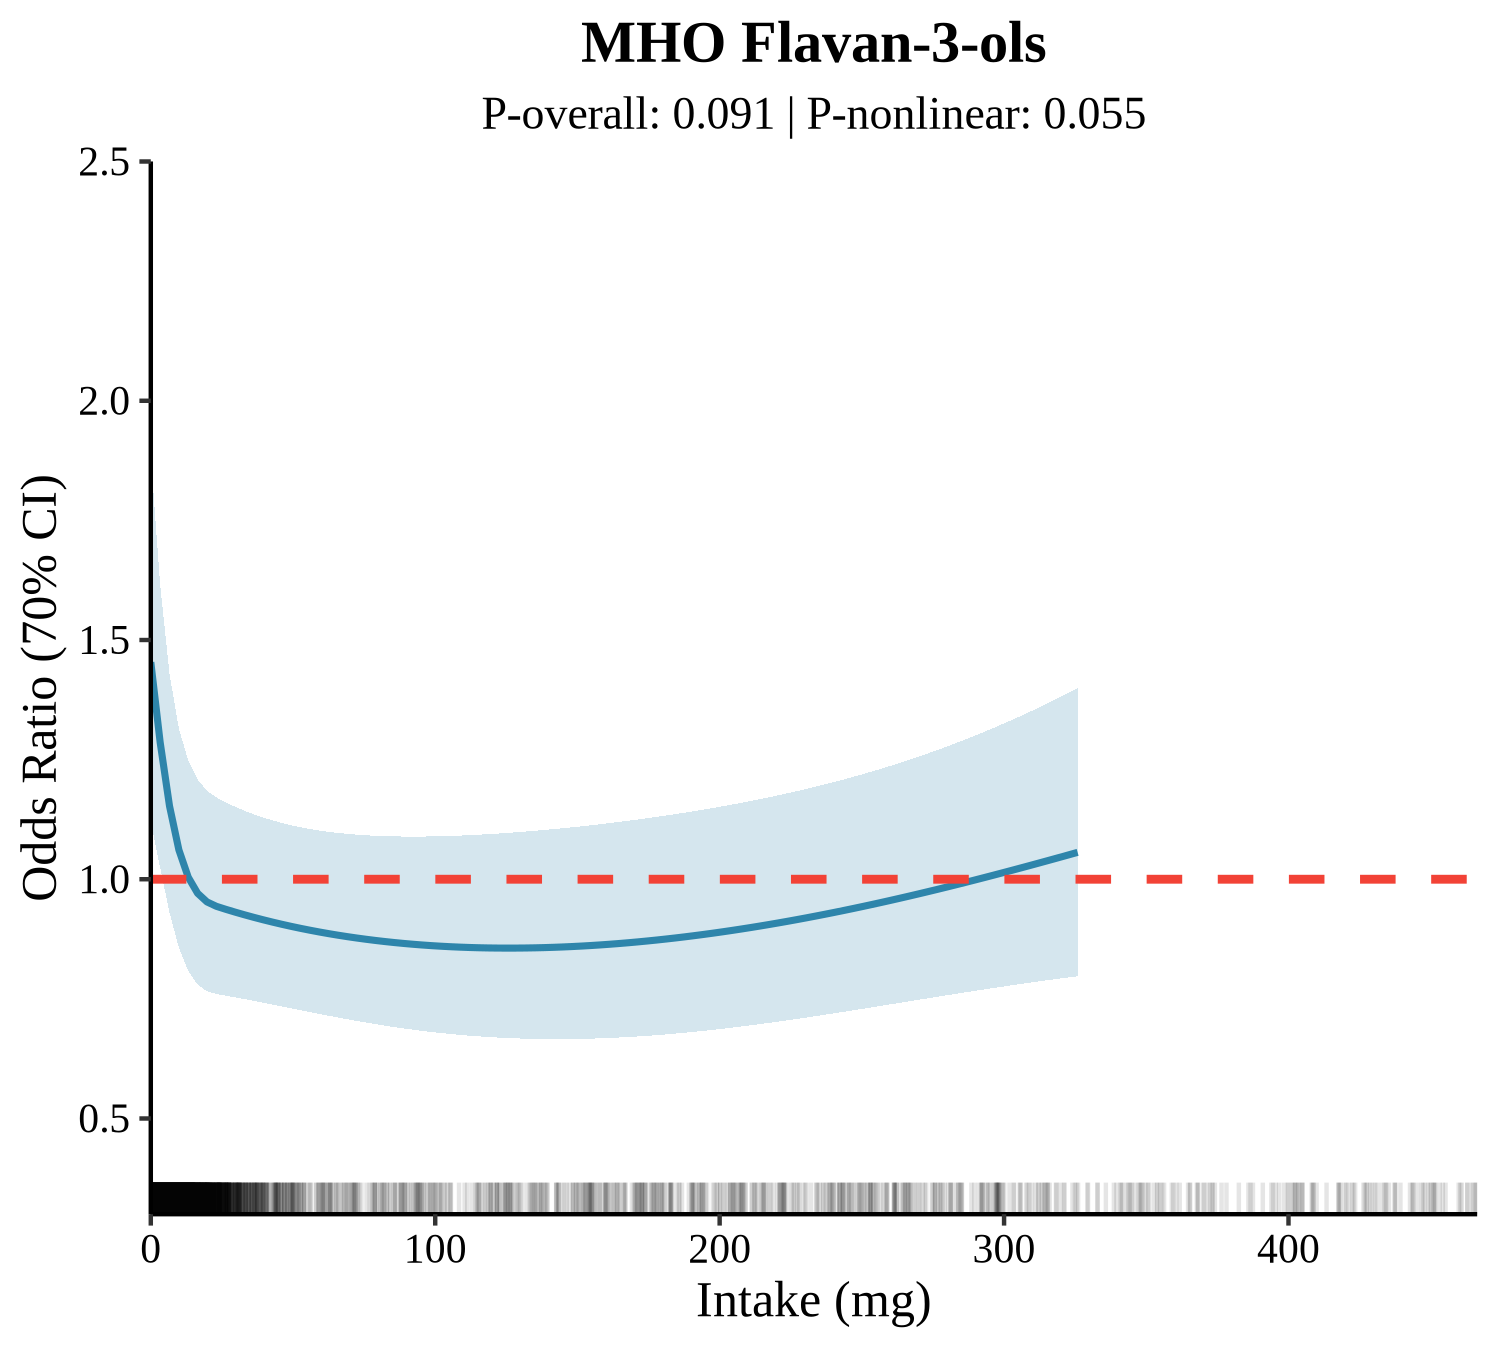 MHO Flavan-3-ols
P-overall: 0.091 | P-nonlinear: 0.055
Odds Ratio (70% CI)
2.5
2.0
1.5
1.0
0.5
0 100 200 300 400
Intake (mg)